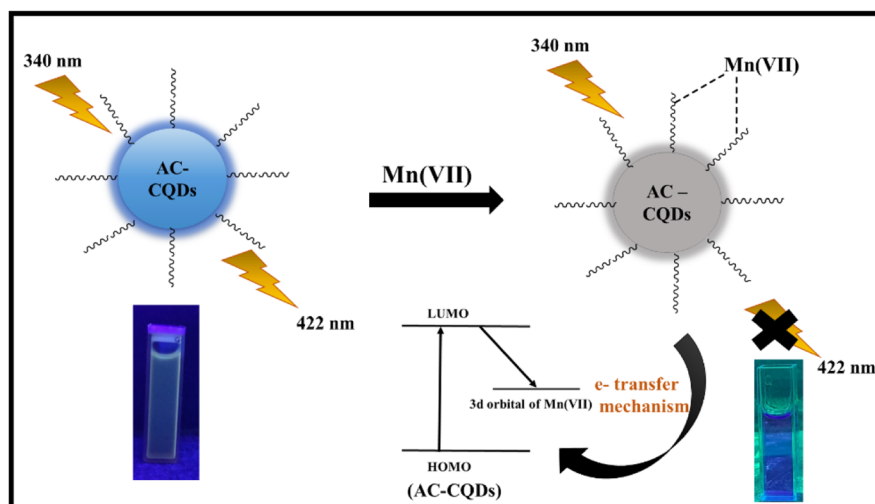 340 nm
AC-
CQDs
422 nm
Mn(VII)
340 nm
Mn(VII)
AC –
CQDs
422 nm
LUMO
3d orbital of Mn(VII)
e- transfer
mechanism
HOMO
(AC-CQDs)